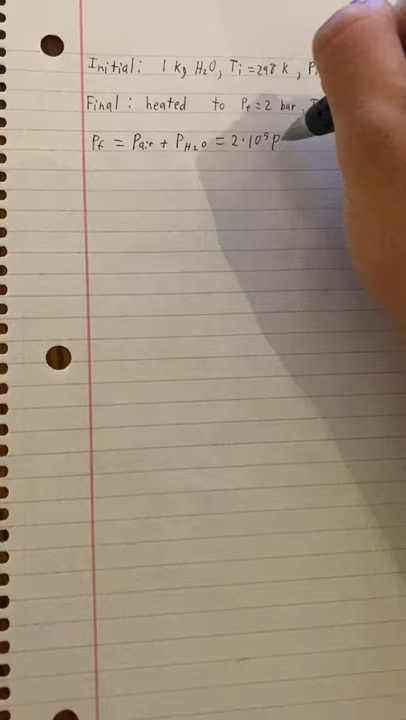 Initial: 1 kg H₂O, Tᵢ = 298 K, P
Final: heated to P_f = 2 bar,
P_f = P_air + P_H₂O = 2·10⁵ P